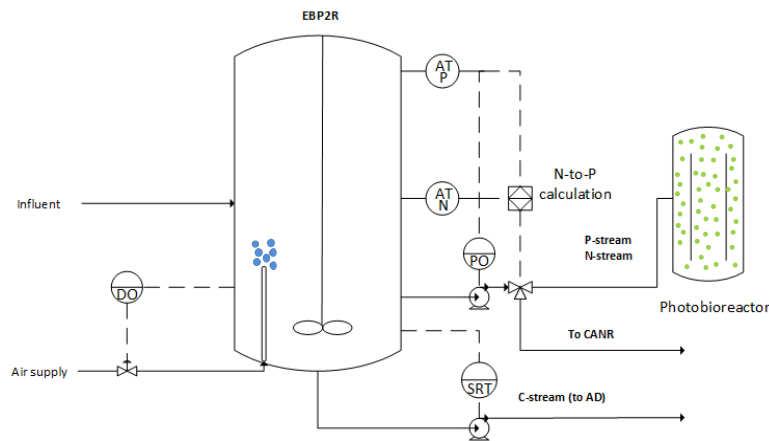 EBP2R
AT
P
AT
N
N-to-P
calculation
Influent
P-stream
N-stream
PO
DO
Photobioreactor
To CANR
Air supply
SRT
C-stream (to AD)